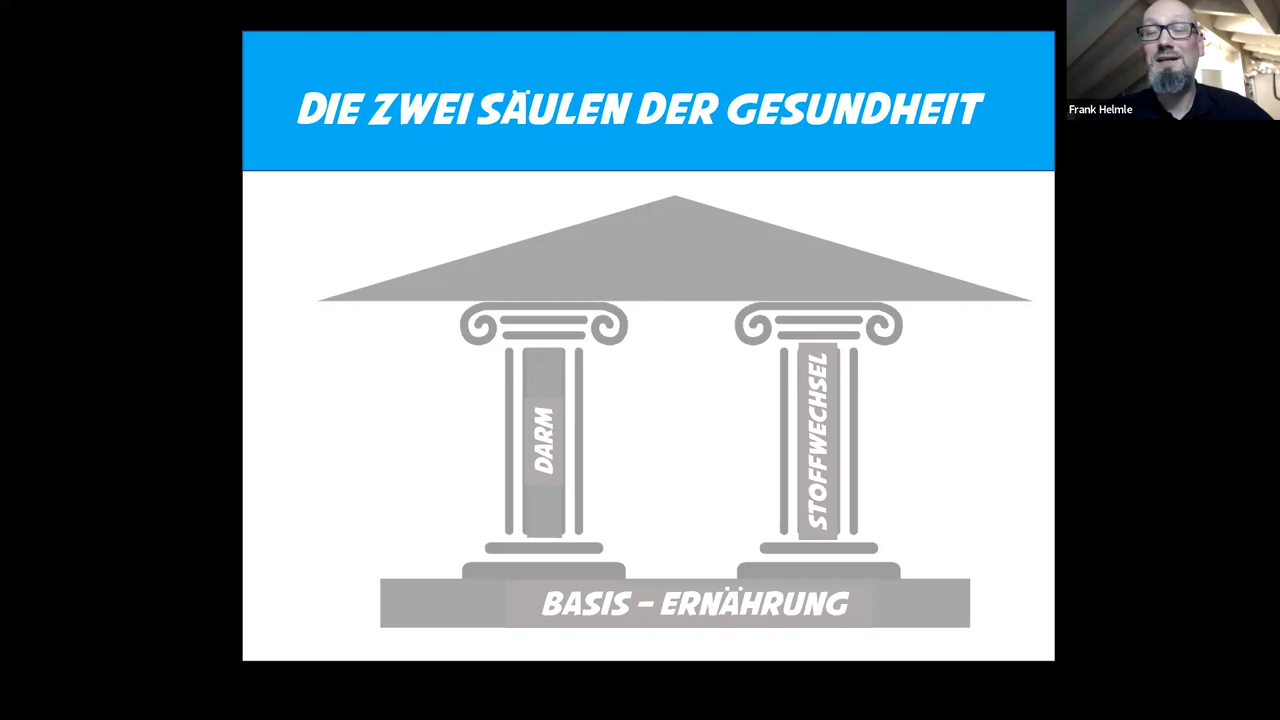 DIE ZWEI SÄULEN DER GESUNDHEIT
Frank Helmle
DARM
STOFFWECHSEL
BASIS - ERNÄHRUNG